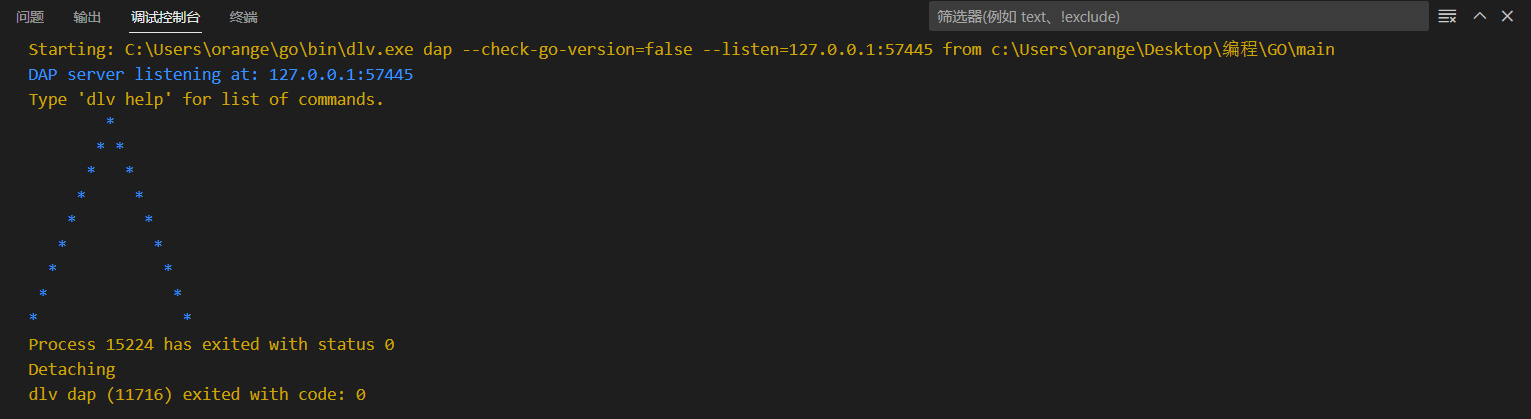 问题 输出 调试控制台 终端 筛选器(例如 text、!exclude)
Starting: C:\Users\orange\go\bin\dlv.exe dap --check-go-version=false --listen=127.0.0.1:57445 from c:\Users\orange\Desktop\编程\GO\main
DAP server listening at: 127.0.0.1:57445
Type 'dlv help' for list of commands.
        *
       * *
      *   *
     *     *
    *       *
   *         *
  *           *
 *             *
*               *
Process 15224 has exited with status 0
Detaching
dlv dap (11716) exited with code: 0